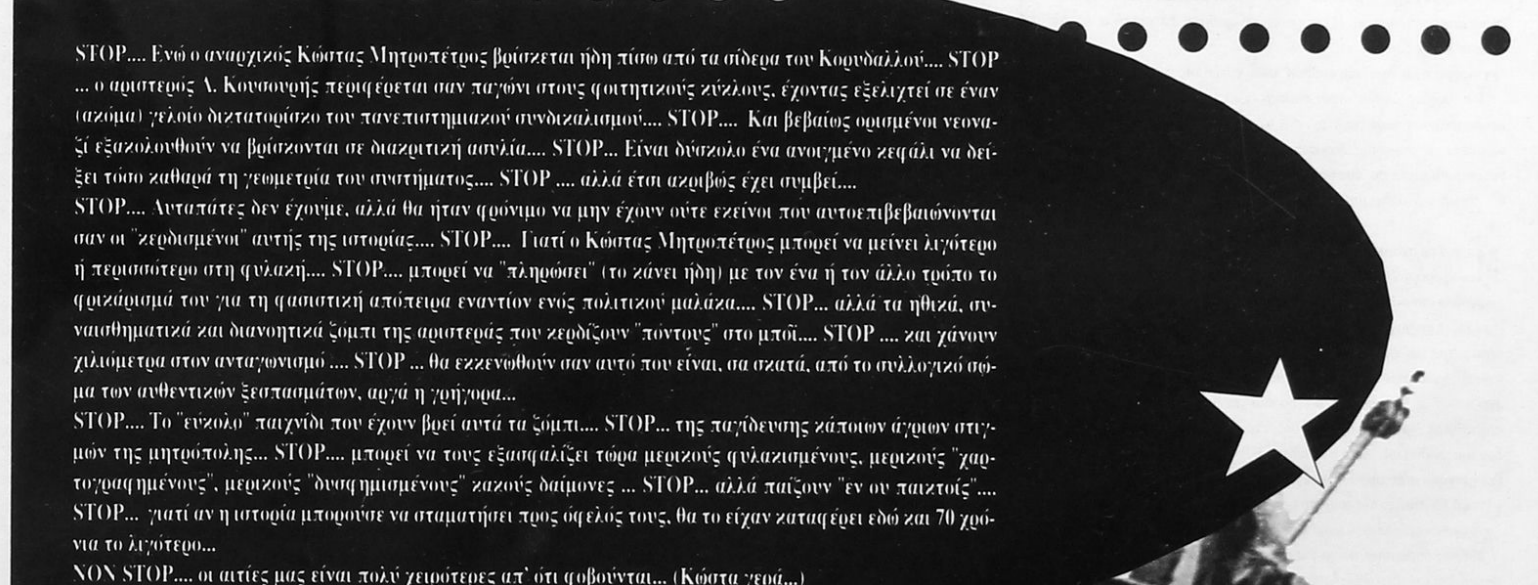 STOP.... Ενώ ο αναρχικός Κώστας Μητροπέτρος βρίσκεται ήδη πίσω από τα σίδερα του Κορυδαλλού.... STOP
... ο αριστερός Λ. Κουσουρής περιφέρεται σαν παγώνι στους φοιτητικούς κύκλους, έχοντας εξελιχτεί σε έναν
(ακόμα) γελοίο δικτατορίσκο του πανεπιστημιακού συνδικαλισμού.... STOP.... Και βεβαίως ορισμένοι νεονα-
ζί εξακολουθούν να βρίσκονται σε διακριτική ασυλία.... STOP... Είναι δύσκολο ένα ανοιγμένο κεφάλι να δεί-
ξει τόσο καθαρά τη γεωμετρία του συστήματος.... STOP .... αλλά έτσι ακριβώς έχει συμβεί....
STOP.... Αυταπάτες δεν έχουμε, αλλά θα ήταν φρόνιμο να μην έχουν ούτε εκείνοι που αυτοεπιβεβαιώνονται
σαν οι "κερδισμένοι" αυτής της ιστορίας.... STOP.... Γιατί ο Κώστας Μητροπέτρος μπορεί να μείνει λιγότερο
ή περισσότερο στη φυλακή.... STOP.... μπορεί να "πληρώσει" (το κάνει ήδη) με τον ένα ή τον άλλο τρόπο το
φρικάρισμά του για τη φασιστική απόπειρα εναντίον ενός πολιτικού μαλάκα.... STOP... αλλά τα ηθικά, συ-
ναισθηματικά και διανοητικά ζόμπι της αριστεράς που κερδίζουν "πόντους" στο μποϊ.... STOP .... και χάνουν
χιλιόμετρα στον ανταγωνισμό .... STOP ... θα εκκενωθούν σαν αυτό που είναι, σα σκατά, από το συλλογικό σώ-
μα των αυθεντικών ξεσπασμάτων, αργά η γρήγορα...
STOP.... Το "εύκολο" παιχνίδι που έχουν βρεί αυτά τα ζόμπι.... STOP... της παγίδευσης κάποιων άγριων στιγ-
μών της μητρόπολης... STOP.... μπορεί να τους εξασφαλίζει τώρα μερικούς φυλακισμένους, μερικούς "χαρ-
τογραφημένους", μερικούς "δυσφημισμένους" κακούς δαίμονες ... STOP... αλλά παίζουν "εν ου παικτοίς"....
STOP... γιατί αν η ιστορία μπορούσε να σταματήσει προς όφελός τους, θα το είχαν καταφέρει εδώ και 70 χρό-
νια το λιγότερο...
NON STOP.... οι αιτίες μας είναι πολύ χειρότερες απ' ότι φοβούνται... (Κώστα γερά...)